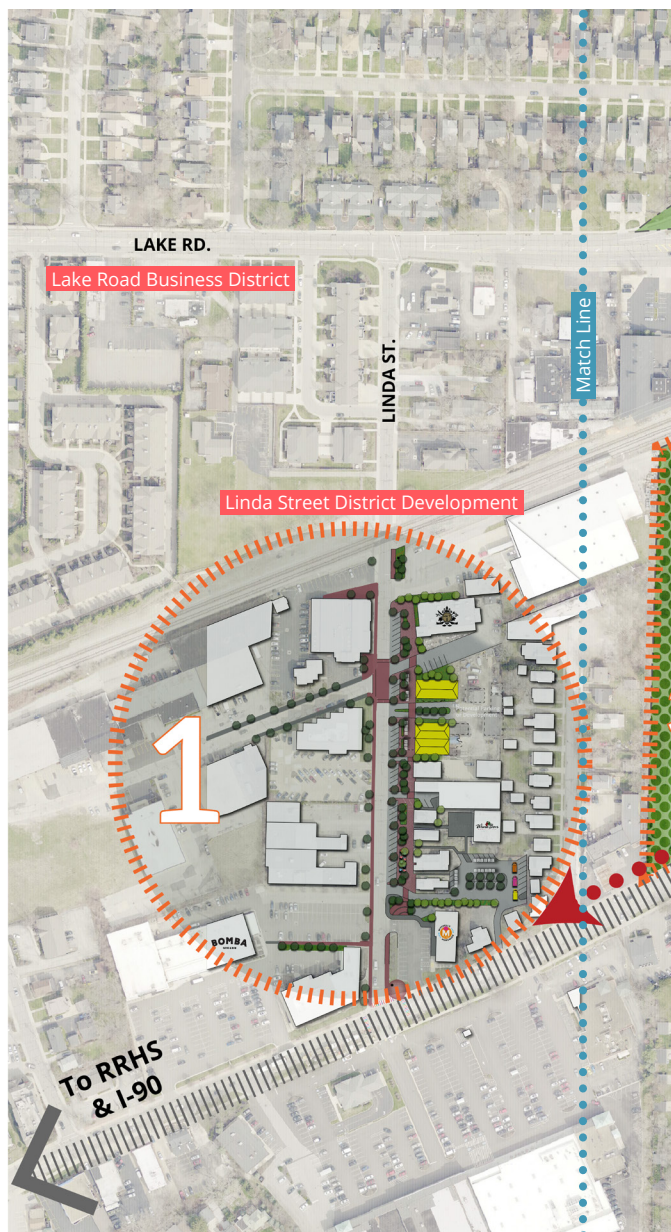 LAKE RD.
Lake Road Business District
Match Line
LINDA ST.
Linda Street District Development
1
BOMBA
M
To RRHS
& I-90